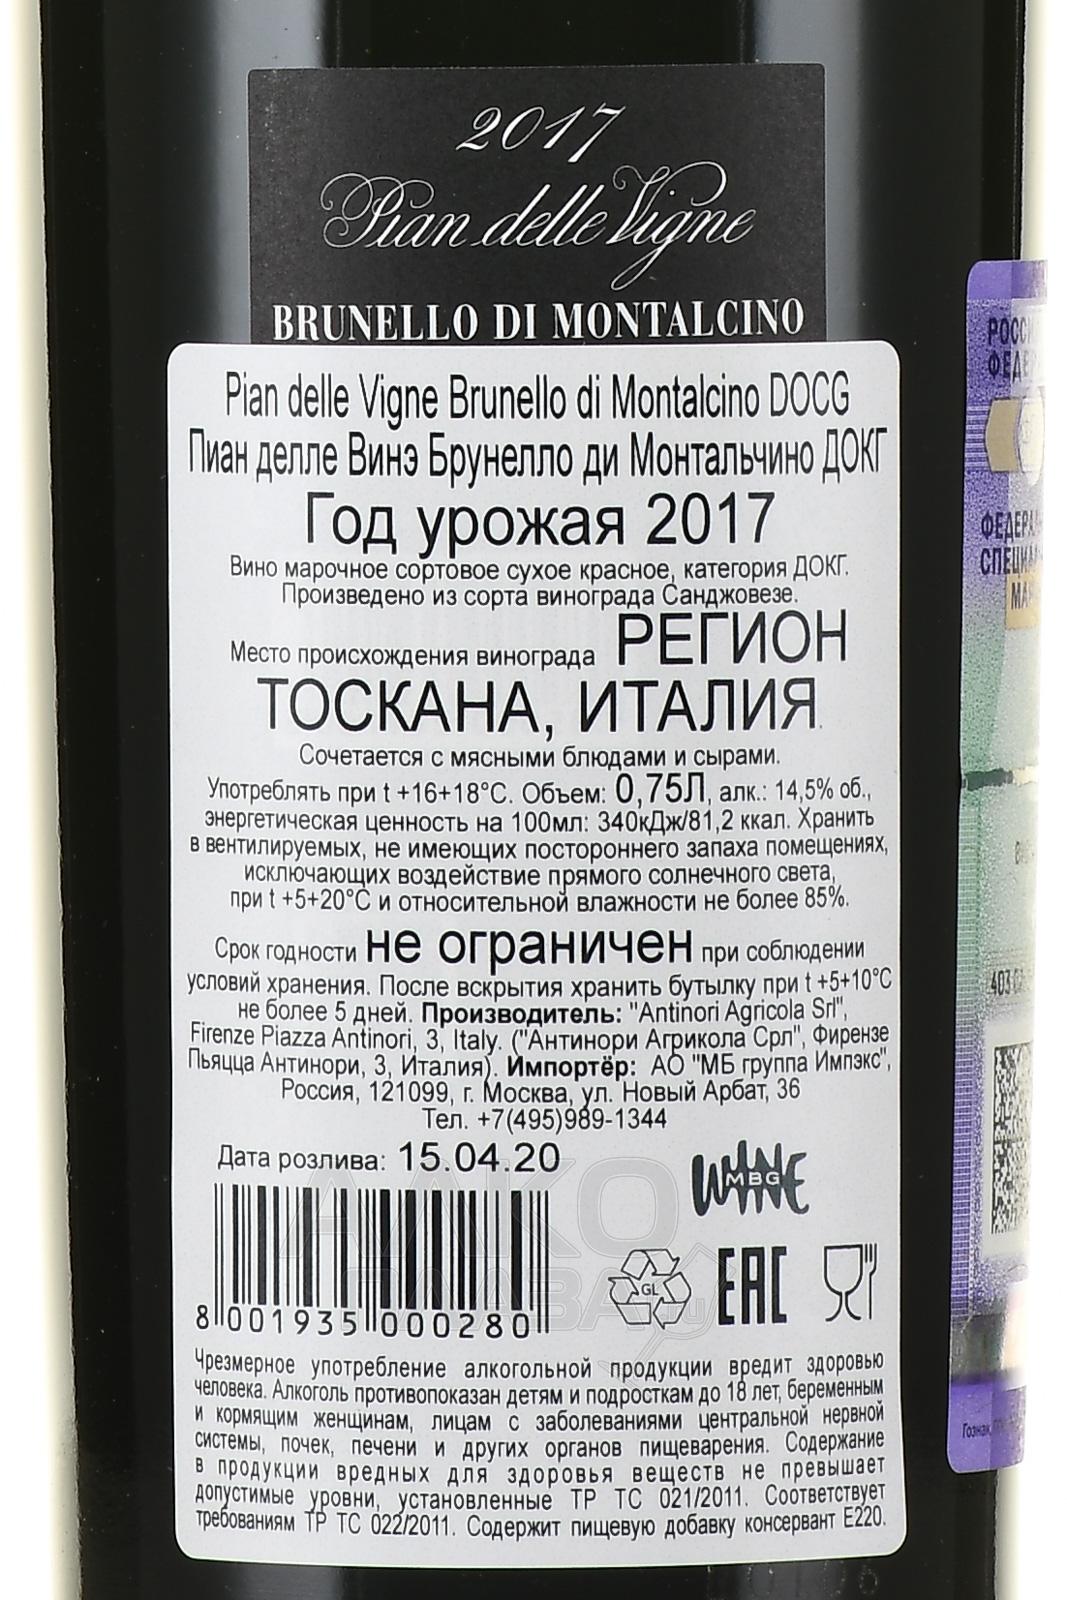 2017
Pian delle Vigne
BRUNELLO DI MONTALCINO
Pian delle Vigne Brunello di Montalcino DOCG
Пиан делле Винэ Брунелло ди Монтальчино ДОКГ
Год урожая 2017
Вино марочное сортовое сухое красное, категория ДОКГ.
Произведено из сорта винограда Санджовезе.
Место происхождения винограда РЕГИОН
ТОСКАНА, ИТАЛИЯ.
Сочетается с мясными блюдами и сырами.
Употреблять при t +16+18°C. Объем: 0,75Л, алк.: 14,5% об.,
энергетическая ценность на 100мл: 340кДж/81,2 ккал. Хранить
в вентилируемых, не имеющих постороннего запаха помещениях,
исключающих воздействие прямого солнечного света,
при t +5+20°C и относительной влажности не более 85%.
Срок годности не ограничен при соблюдении
условий хранения. После вскрытия хранить бутылку при t +5+10°C
не более 5 дней. Производитель: "Antinori Agricola Srl",
Firenze Piazza Antinori, 3, Italy. ("Антинори Агрикола Срл", Фирензе
Пьяцца Антинори, 3, Италия). Импортёр: АО "МБ группа Импэкс",
Россия, 121099, г. Москва, ул. Новый Арбат, 36
Тел. +7(495)989-1344
Дата розлива: 15.04.20
WINE
MBG
GL
EAC
8 001935 000280
Чрезмерное употребление алкогольной продукции вредит здоровью
человека. Алкоголь противопоказан детям и подросткам до 18 лет, беременным
и кормящим женщинам, лицам с заболеваниями центральной нервной
системы, почек, печени и других органов пищеварения. Содержание
в продукции вредных для здоровья веществ не превышает
допустимые уровни, установленные ТР ТС 021/2011. Соответствует
требованиям ТР ТС 022/2011. Содержит пищевую добавку консервант Е220.
АЛКО
ПЛАЗА.ru